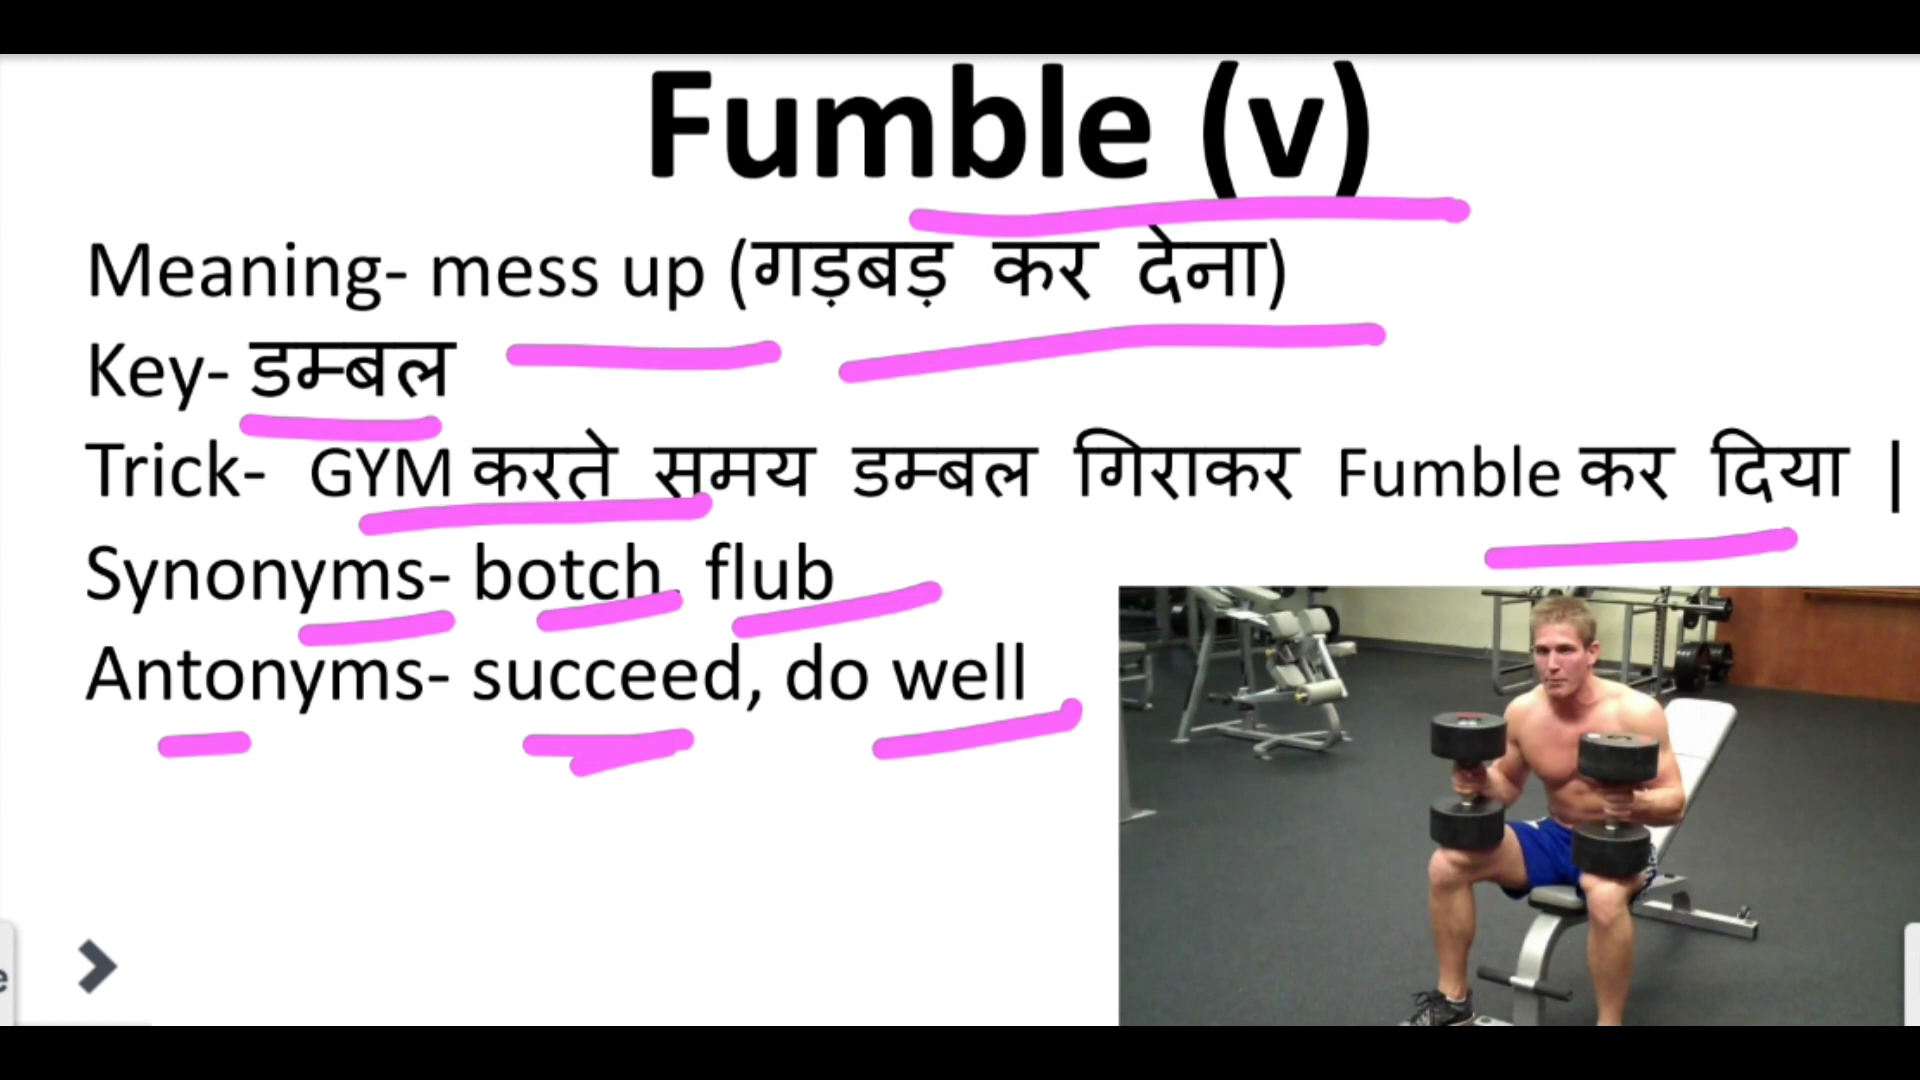 Fumble (v)
Meaning- mess up (गड़बड़ कर देना)
Key- डम्बल
Trick- GYM करते समय डम्बल गिराकर Fumble कर दिया |
Synonyms- botch, flub
Antonyms- succeed, do well
e